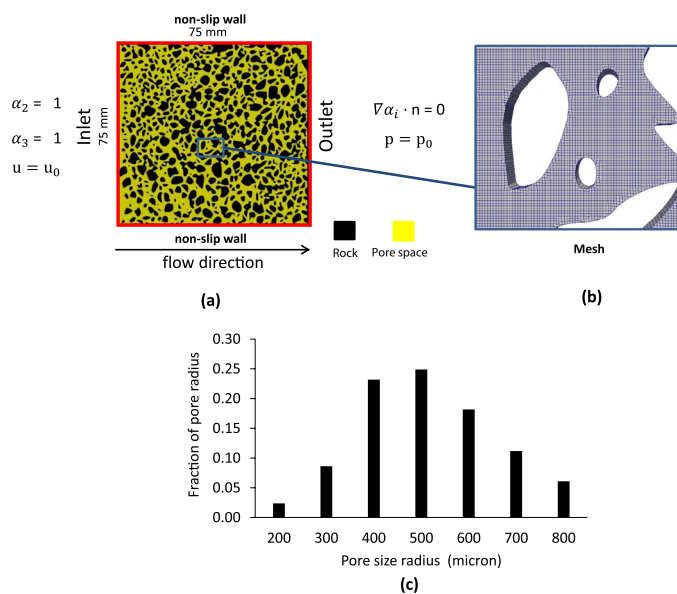 non-slip wall
75 mm
α₂ = 1
α₃ = 1
u = u₀
Inlet
75 mm
Outlet
∇αᵢ · n = 0
p = p₀
non-slip wall
flow direction
Rock
Pore space
Mesh
(a)
(b)
0.30
0.25
0.20
0.15
0.10
0.05
0.00
Fraction of pore radius
200 300 400 500 600 700 800
Pore size radius (micron)
(c)